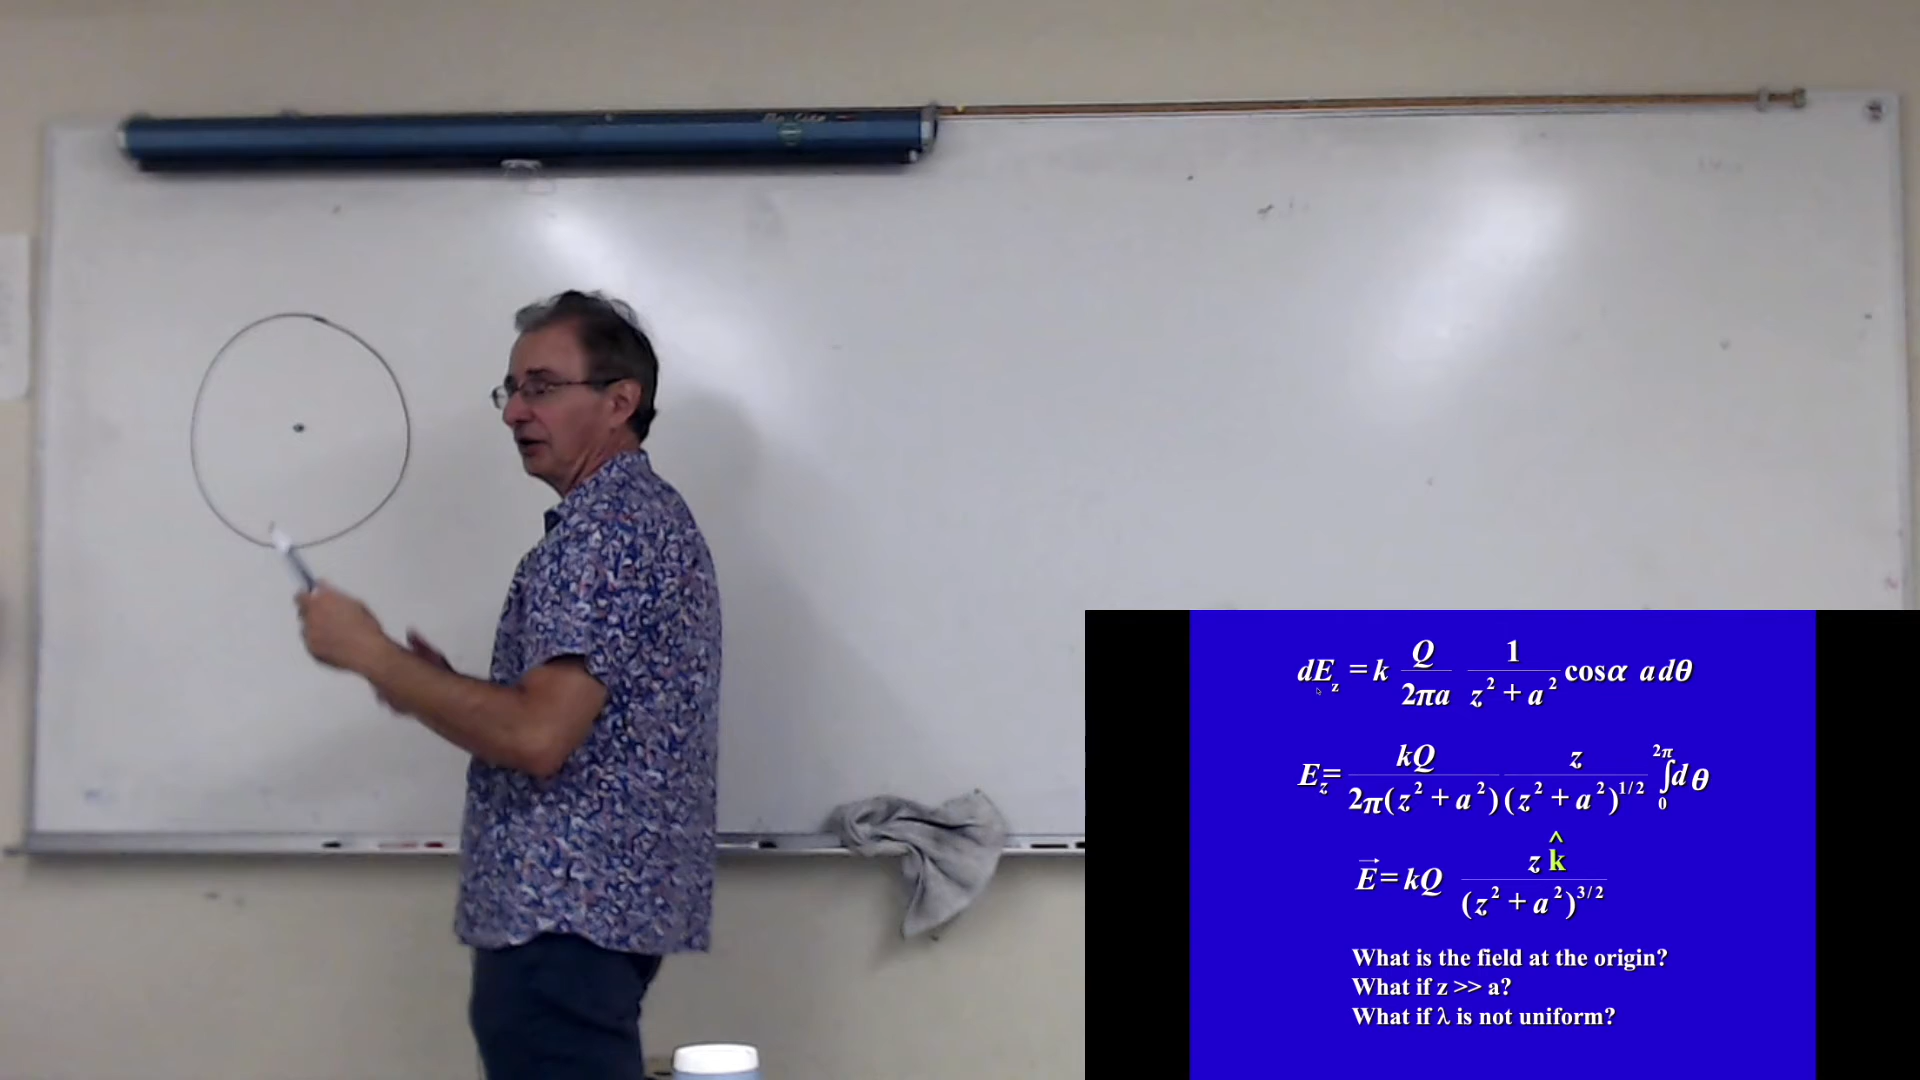 dE_z = k Q/(2πa) 1/(z² + a²) cosα a dθ
E_z = kQ/(2π(z² + a²)) z/(z² + a²)^{1/2} ∫₀^{2π} dθ
E⃗ = kQ z k̂/(z² + a²)^{3/2}
What is the field at the origin?
What if z >> a?
What if λ is not uniform?